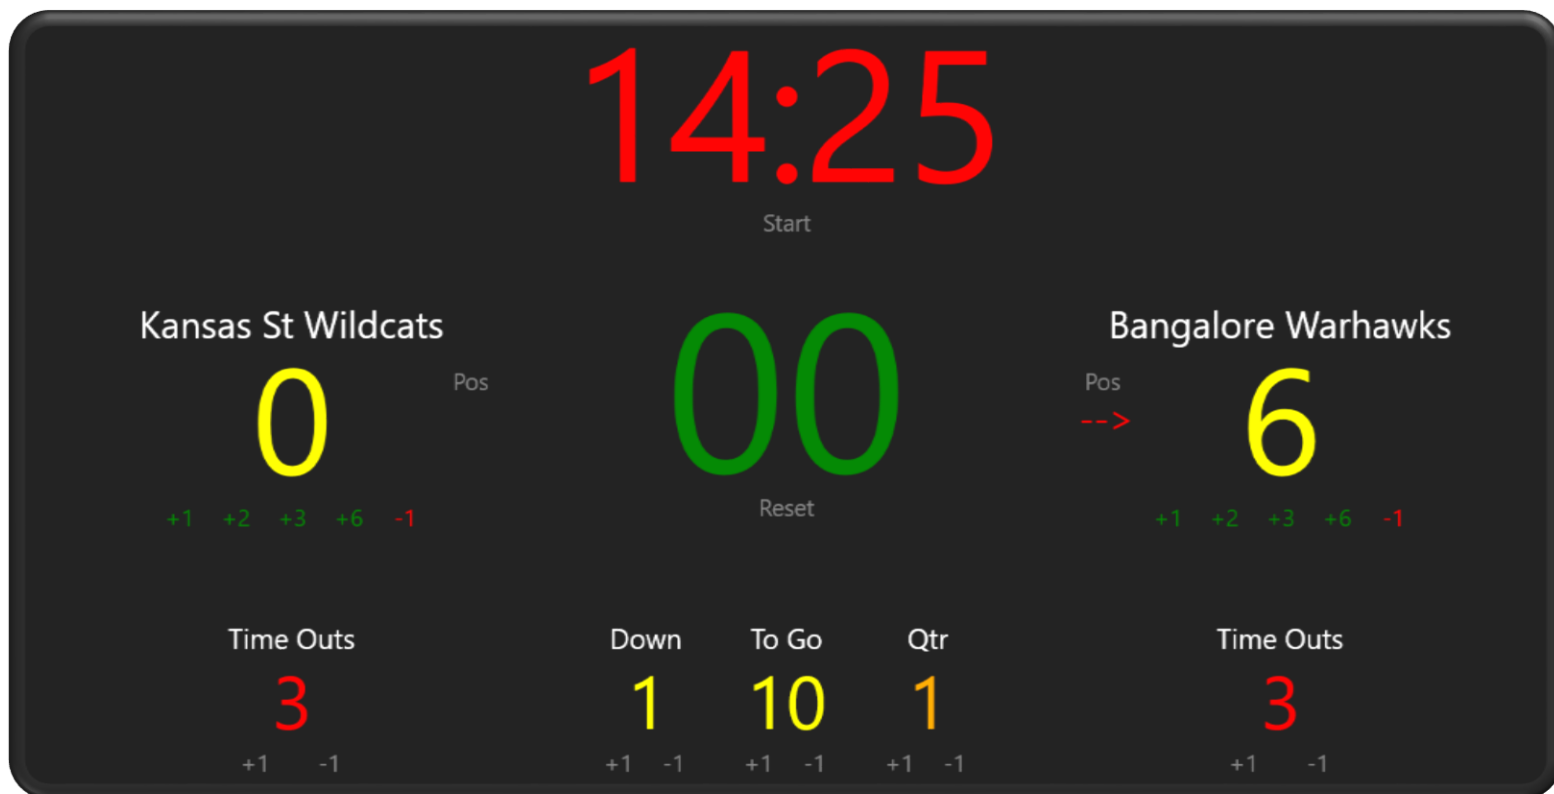 14:25
Start
Kansas St Wildcats
00
Bangalore Warhawks
0
Pos
Pos
-->
6
+1 +2 +3 +6 -1
Reset
+1 +2 +3 +6 -1
Time Outs
Down To Go Qtr
Time Outs
3
1 10 1
3
+1 -1
+1 -1 +1 -1 +1 -1
+1 -1